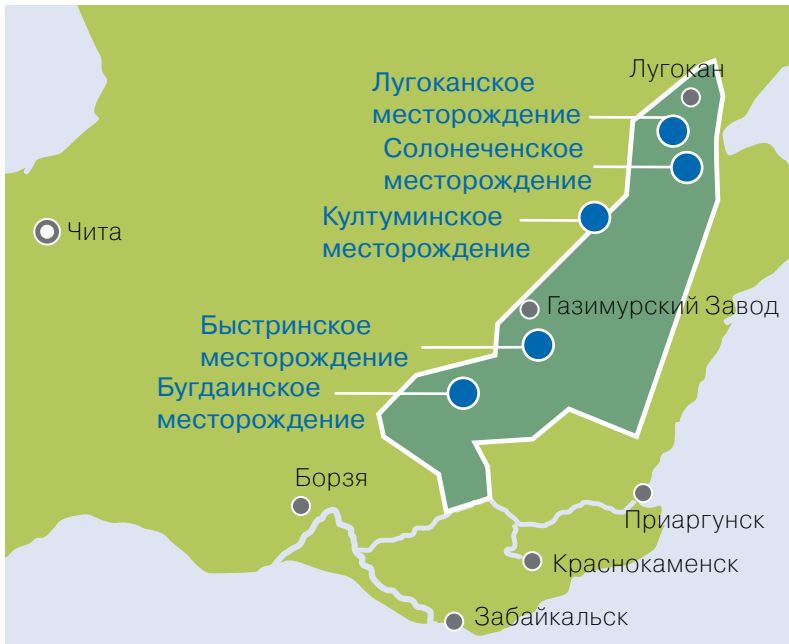 Лугокан
Лугоканское
месторождение
Солонеченское
месторождение
Култуминское
месторождение
Чита
Газимурский Завод
Быстринское
месторождение
Бугдаинское
месторождение
Борзя
Приаргунск
Краснокаменск
Забайкальск